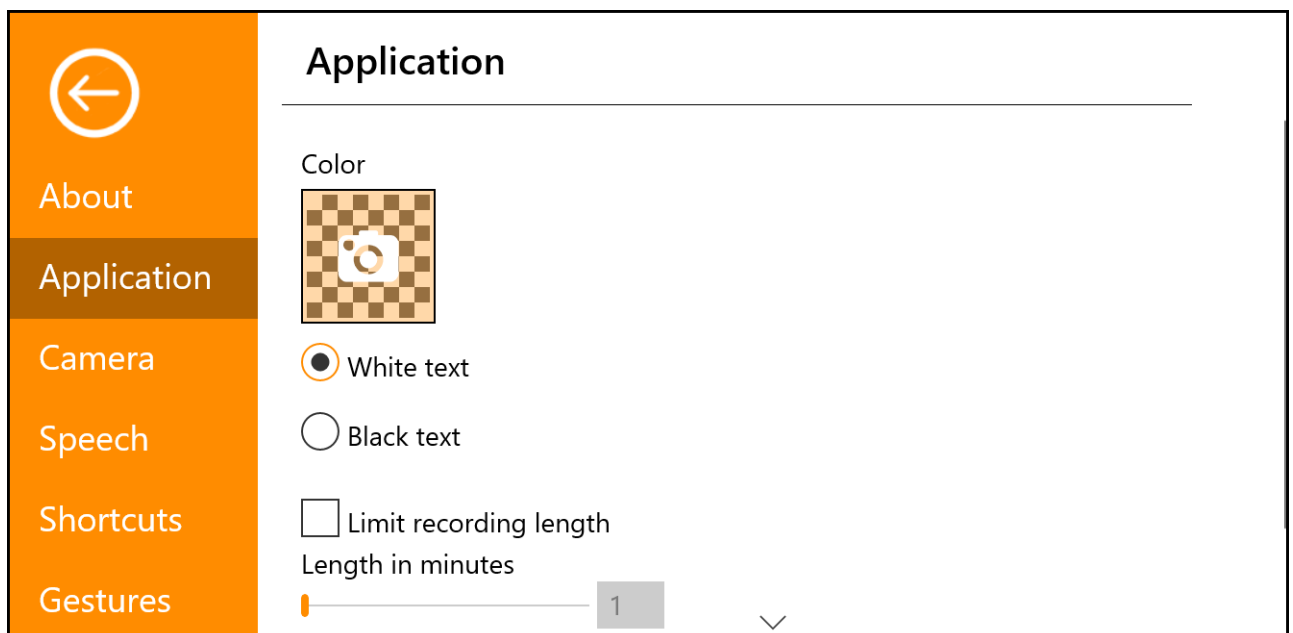 Application
About
Application
Camera
Speech
Shortcuts
Gestures
Color
White text
Black text
Limit recording length
Length in minutes
1